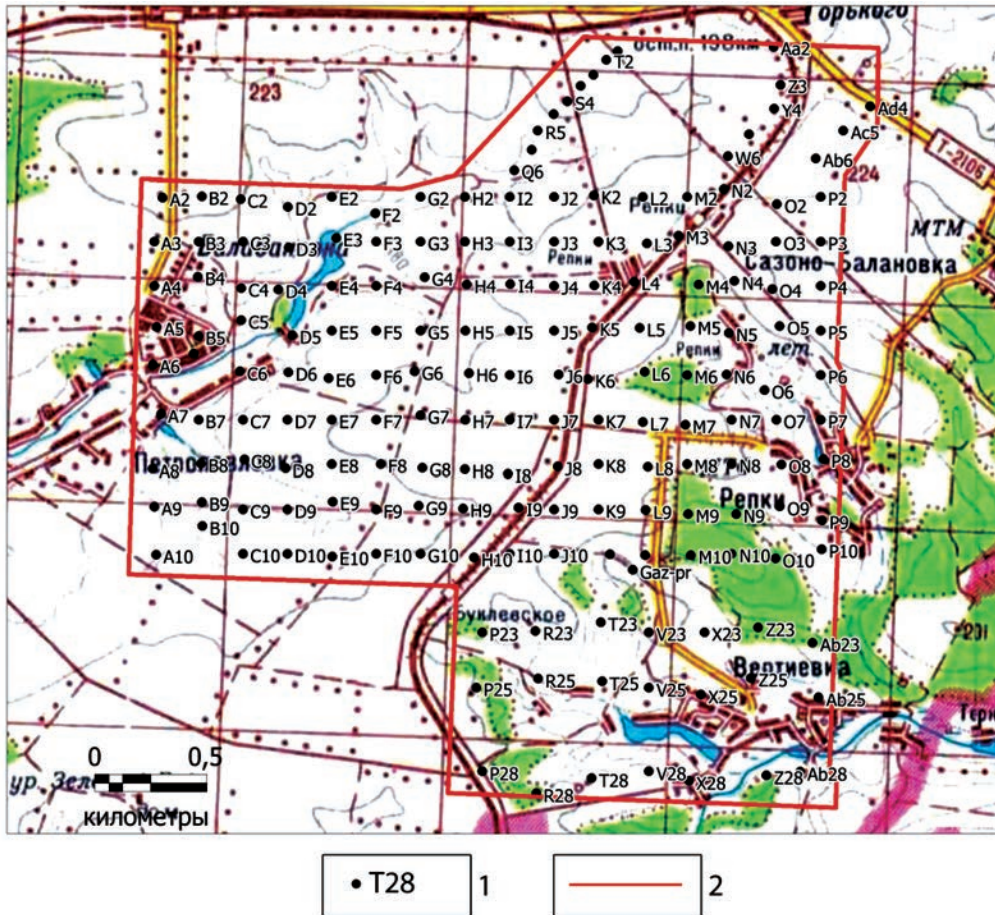 Горького
ост.п. 198км
Aa2
T2
223
Z3
S4
Y4
Ad4
R5
Ac5
Т-2106
W6
Ab6
Q6
224
A2 B2 C2 D2 E2 F2 G2 H2 I2 J2 K2 L2 M2 N2 O2 P2
Репки
МТМ
A3 B3 C3 D3 E3 F3 G3 H3 I3 J3 K3 L3 M3 N3 O3 P3
180
Репки
Сазоно-Балановка
A4 B4 C4 D4 E4 F4 G4 H4 I4 J4 K4 L4 M4 N4 O4 P4
A5 B5 C5 D5 E5 F5 G5 H5 I5 J5 K5 L5 M5 N5 O5 P5
Репки
лет.
A6 C6 D6 E6 F6 G6 H6 I6 J6 K6 L6 M6 N6 O6 P6
A7 B7 C7 D7 E7 F7 G7 H7 I7 J7 K7 L7 M7 N7 O7 P7
A8 B8 C8 D8 E8 F8 G8 H8 I8 J8 K8 L8 M8 N8 O8 P8
Репки
A9 B9 C9 D9 E9 F9 G9 H9 I9 J9 K9 L9 M9 N9 O9 P9
B10
A10 C10 D10 E10 F10 G10 H10 I10 J10 M10 N10 O10 P10
Gaz-pr
Буклевское
P23 R23 T23 V23 X23 Z23 Ab23
201
Вертиевка
P25 R25 T25 V25 X25 Z25 Ab25
0 0,5
P28 R28 T28 V28 X28 Z28 Ab28
ур.
километры
T28 1
2